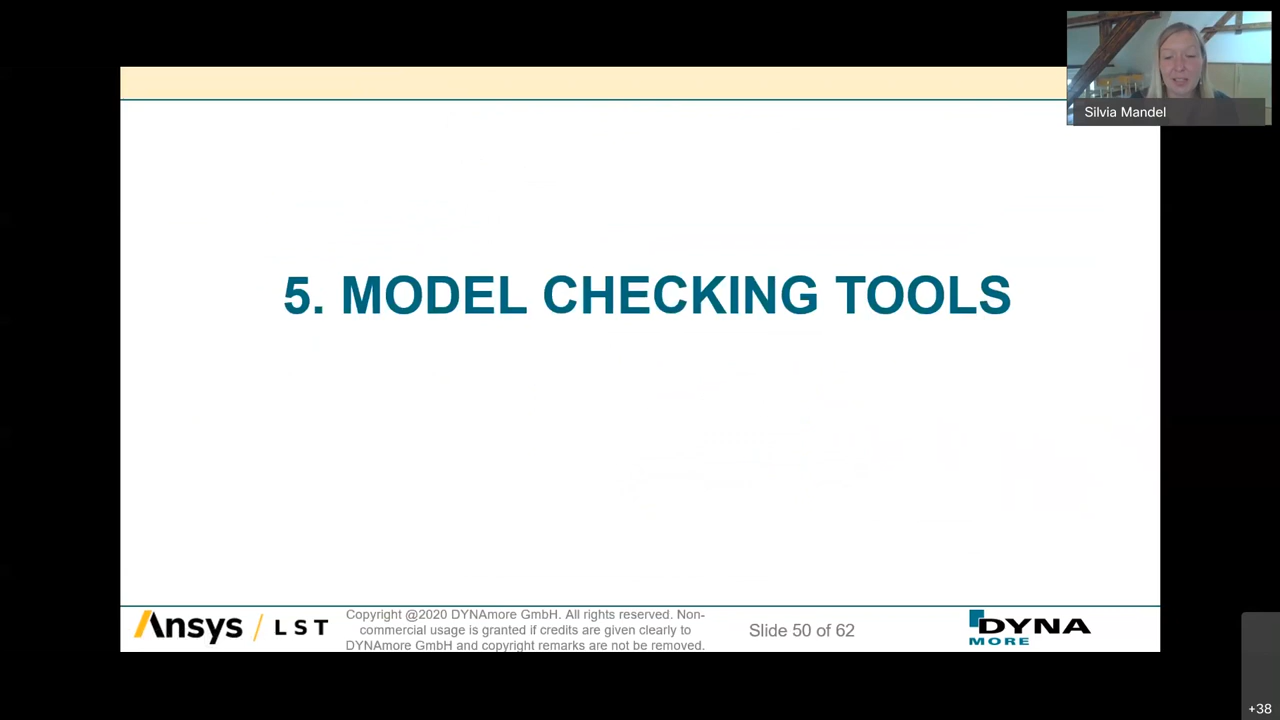 Silvia Mandel
5. MODEL CHECKING TOOLS
Ansys / LST
Copyright @2020 DYNAmore GmbH. All rights reserved. Non-
commercial usage is granted if credits are given clearly to
DYNAmore GmbH and copyright remarks are not be removed.
Slide 50 of 62
DYNA
MORE
+38